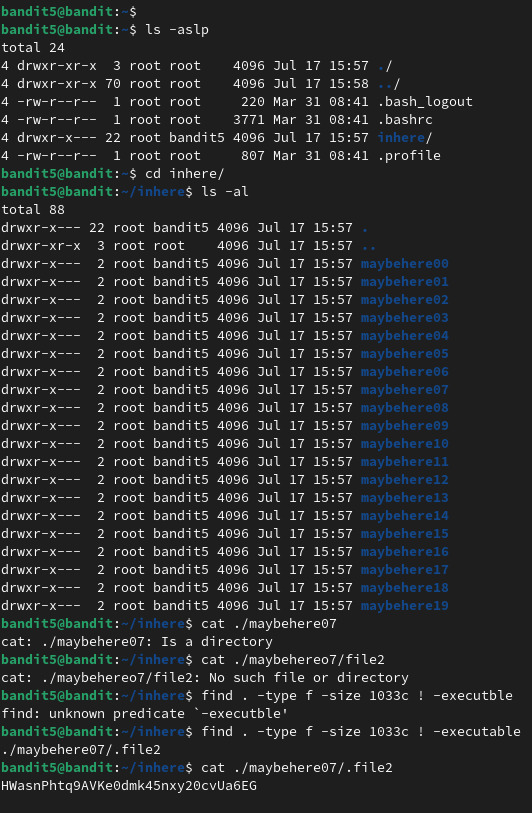 bandit5@bandit:~$
bandit5@bandit:~$ ls -aslp
total 24
4 drwxr-xr-x  3 root root    4096 Jul 17 15:57 ./
4 drwxr-xr-x 70 root root    4096 Jul 17 15:58 ../
4 -rw-r--r--  1 root root     220 Mar 31 08:41 .bash_logout
4 -rw-r--r--  1 root root    3771 Mar 31 08:41 .bashrc
4 drwxr-x--- 22 root bandit5 4096 Jul 17 15:57 inhere/
4 -rw-r--r--  1 root root     807 Mar 31 08:41 .profile
bandit5@bandit:~$ cd inhere/
bandit5@bandit:~/inhere$ ls -al
total 88
drwxr-x--- 22 root bandit5 4096 Jul 17 15:57 .
drwxr-xr-x  3 root root    4096 Jul 17 15:57 ..
drwxr-x---  2 root bandit5 4096 Jul 17 15:57 maybehere00
drwxr-x---  2 root bandit5 4096 Jul 17 15:57 maybehere01
drwxr-x---  2 root bandit5 4096 Jul 17 15:57 maybehere02
drwxr-x---  2 root bandit5 4096 Jul 17 15:57 maybehere03
drwxr-x---  2 root bandit5 4096 Jul 17 15:57 maybehere04
drwxr-x---  2 root bandit5 4096 Jul 17 15:57 maybehere05
drwxr-x---  2 root bandit5 4096 Jul 17 15:57 maybehere06
drwxr-x---  2 root bandit5 4096 Jul 17 15:57 maybehere07
drwxr-x---  2 root bandit5 4096 Jul 17 15:57 maybehere08
drwxr-x---  2 root bandit5 4096 Jul 17 15:57 maybehere09
drwxr-x---  2 root bandit5 4096 Jul 17 15:57 maybehere10
drwxr-x---  2 root bandit5 4096 Jul 17 15:57 maybehere11
drwxr-x---  2 root bandit5 4096 Jul 17 15:57 maybehere12
drwxr-x---  2 root bandit5 4096 Jul 17 15:57 maybehere13
drwxr-x---  2 root bandit5 4096 Jul 17 15:57 maybehere14
drwxr-x---  2 root bandit5 4096 Jul 17 15:57 maybehere15
drwxr-x---  2 root bandit5 4096 Jul 17 15:57 maybehere16
drwxr-x---  2 root bandit5 4096 Jul 17 15:57 maybehere17
drwxr-x---  2 root bandit5 4096 Jul 17 15:57 maybehere18
drwxr-x---  2 root bandit5 4096 Jul 17 15:57 maybehere19
bandit5@bandit:~/inhere$ cat ./maybehere07
cat: ./maybehere07: Is a directory
bandit5@bandit:~/inhere$ cat ./maybehereo7/file2
cat: ./maybehereo7/file2: No such file or directory
bandit5@bandit:~/inhere$ find . -type f -size 1033c ! -executble
find: unknown predicate `-executble'
bandit5@bandit:~/inhere$ find . -type f -size 1033c ! -executable
./maybehere07/.file2
bandit5@bandit:~/inhere$ cat ./maybehere07/.file2
HWasnPhtq9AVKe0dmk45nxy20cvUa6EG